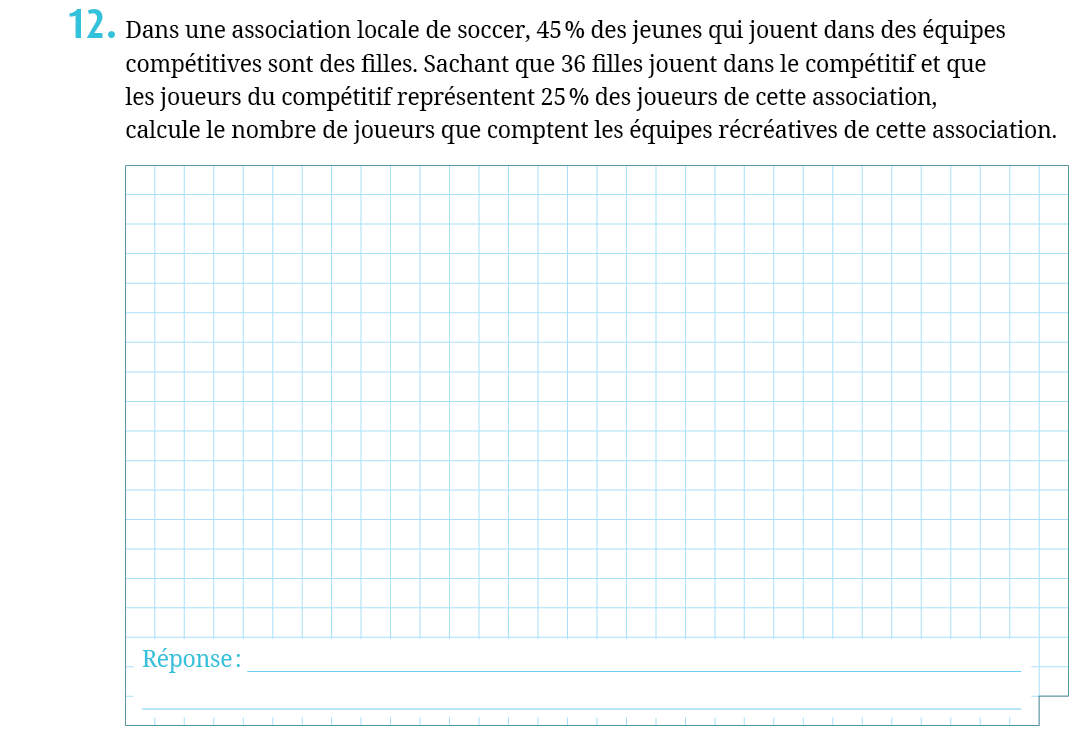 12. Dans une association locale de soccer, 45 % des jeunes qui jouent dans des équipes
compétitives sont des filles. Sachant que 36 filles jouent dans le compétitif et que
les joueurs du compétitif représentent 25 % des joueurs de cette association,
calcule le nombre de joueurs que comptent les équipes récréatives de cette association.
Réponse :